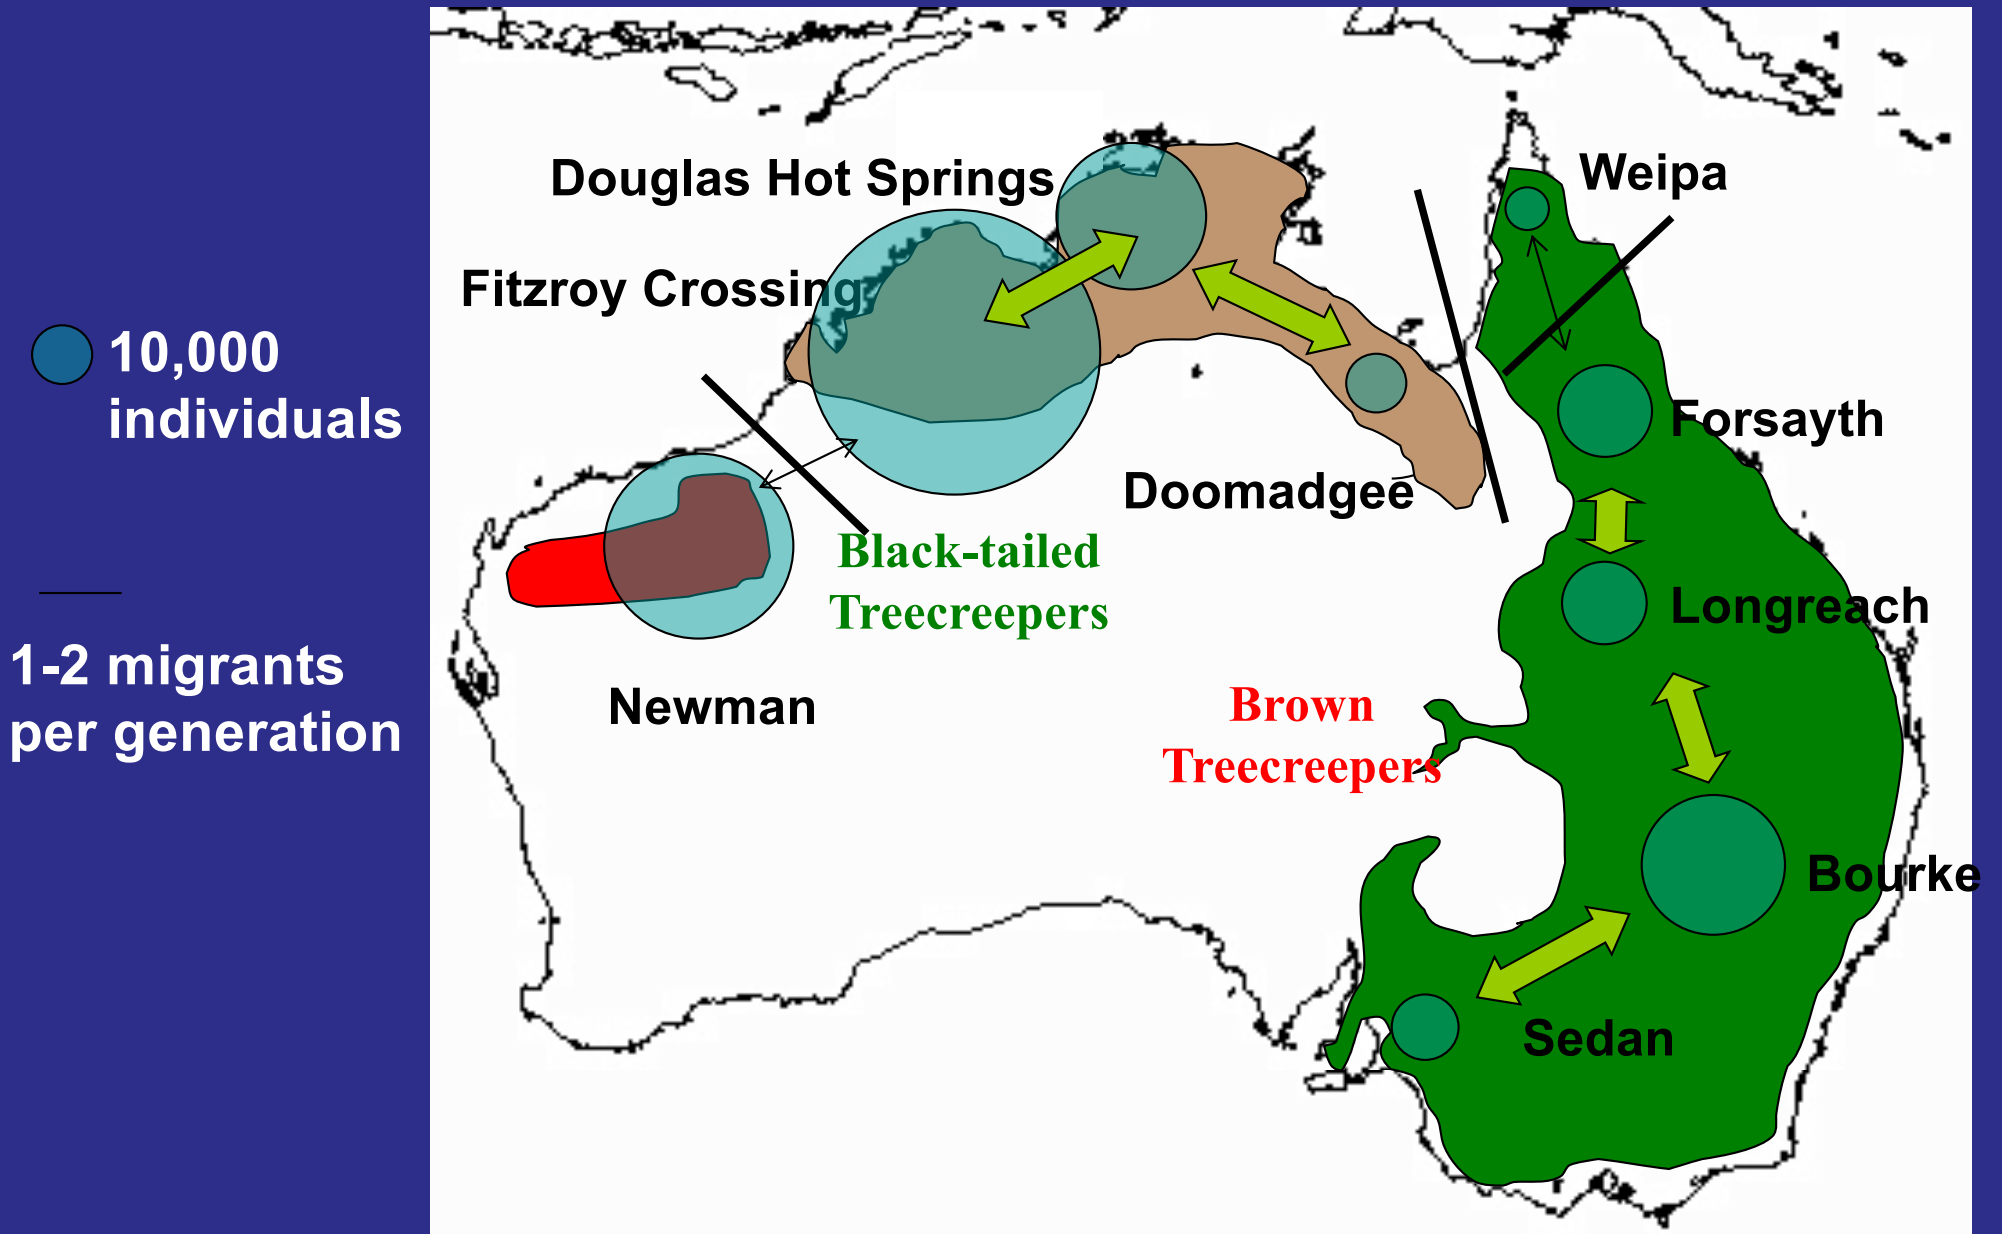 10,000
individuals
1-2 migrants
per generation
Douglas Hot Springs
Weipa
Fitzroy Crossing
Forsayth
Doomadgee
Black-tailed
Treecreepers
Longreach
Newman
Brown
Treecreepers
Bourke
Sedan